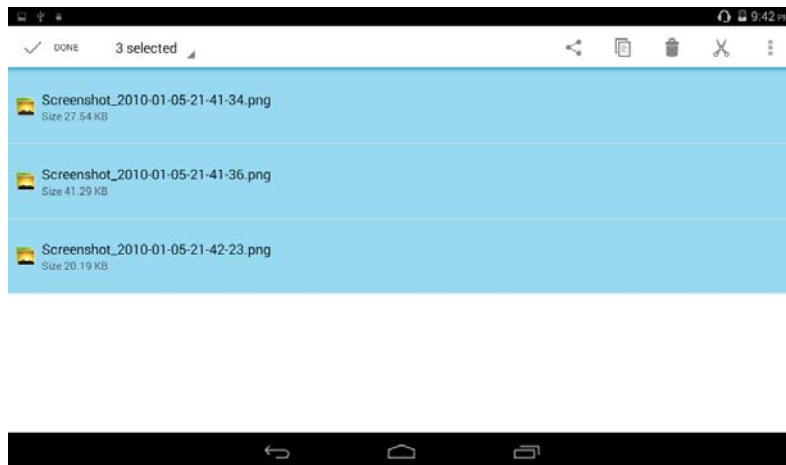 9:42 PM
DONE 3 selected
Screenshot_2010-01-05-21-41-34.png
Size 27.54 KB
Screenshot_2010-01-05-21-41-36.png
Size 41.29 KB
Screenshot_2010-01-05-21-42-23.png
Size 20.19 KB